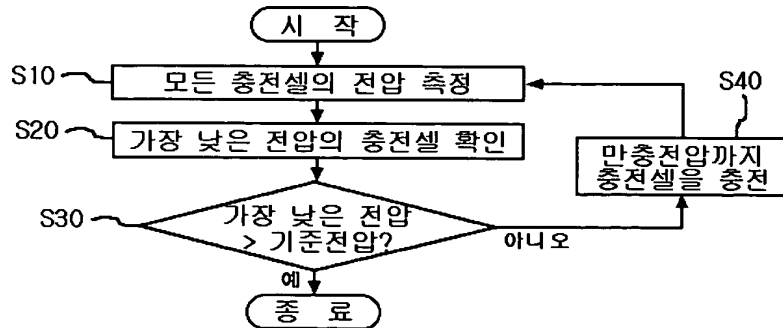 시 작
S10
모든 충전셀의 전압 측정
S20
가장 낮은 전압의 충전셀 확인
S30
가장 낮은 전압
> 기준전압?
아니오
S40
만충전압까지
충전셀을 충전
예
종 료